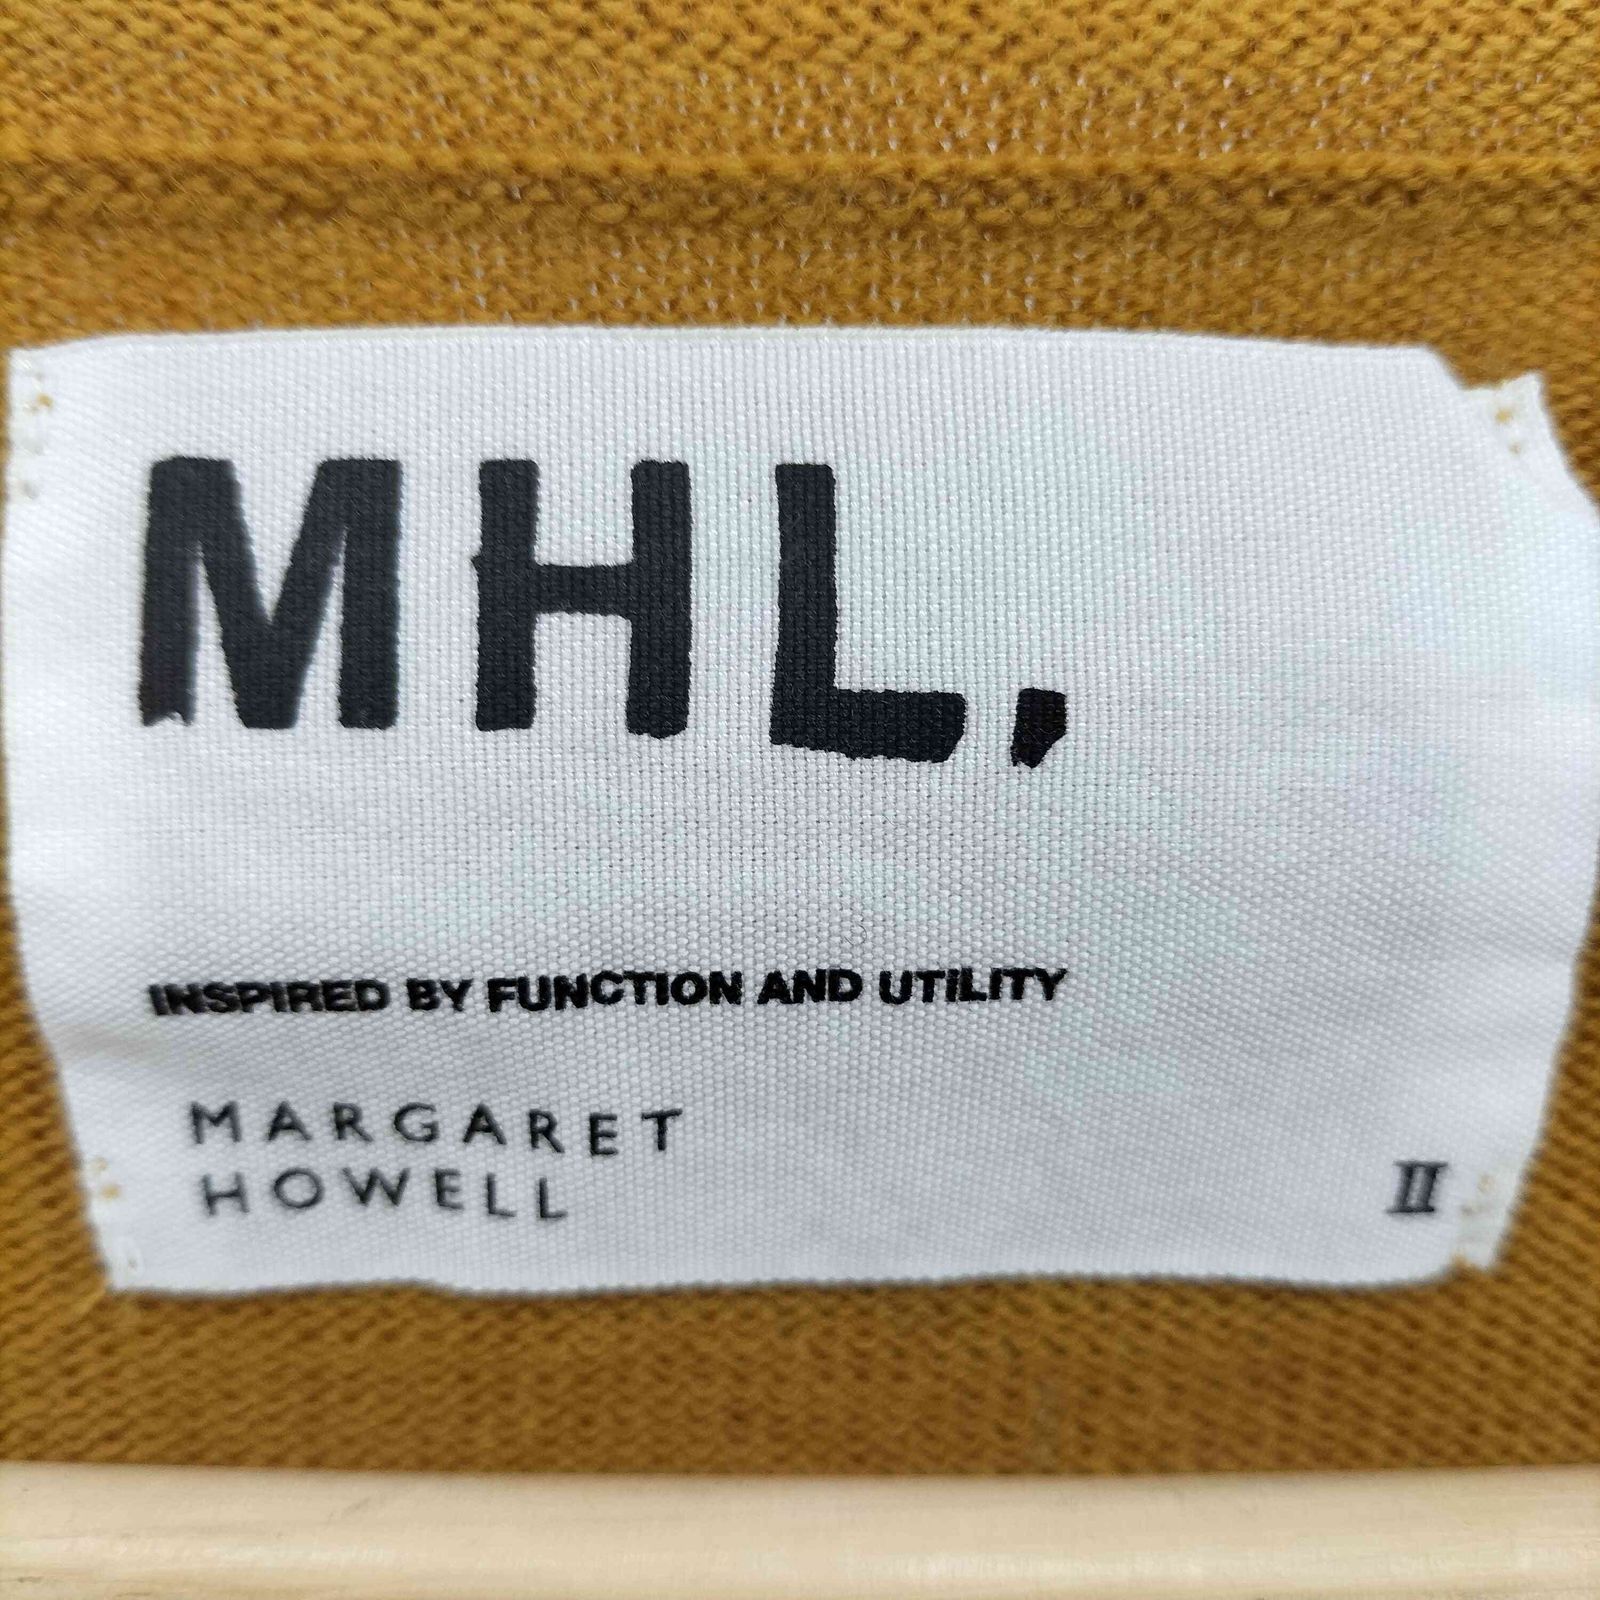 MHL.
INSPIRED BY FUNCTION AND UTILITY
MARGARET
HOWELL
II